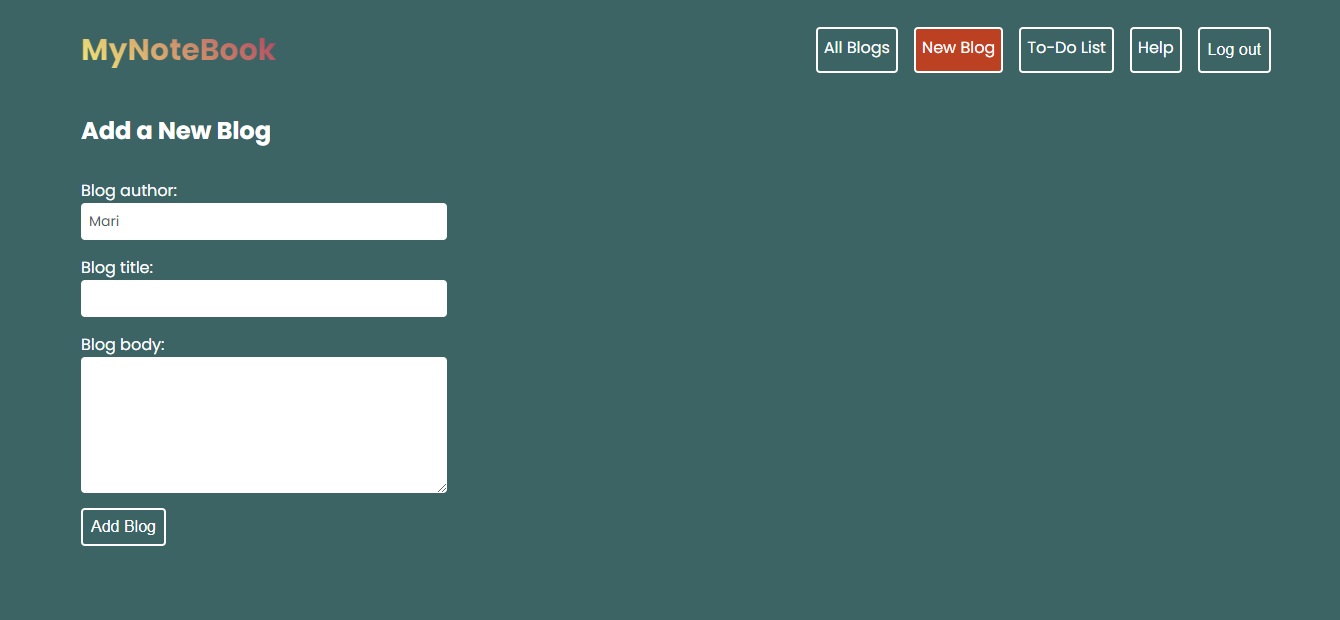 MyNoteBook
All Blogs New Blog To-Do List Help Log out
Add a New Blog
Blog author:
Mari
Blog title:
Blog body:
Add Blog